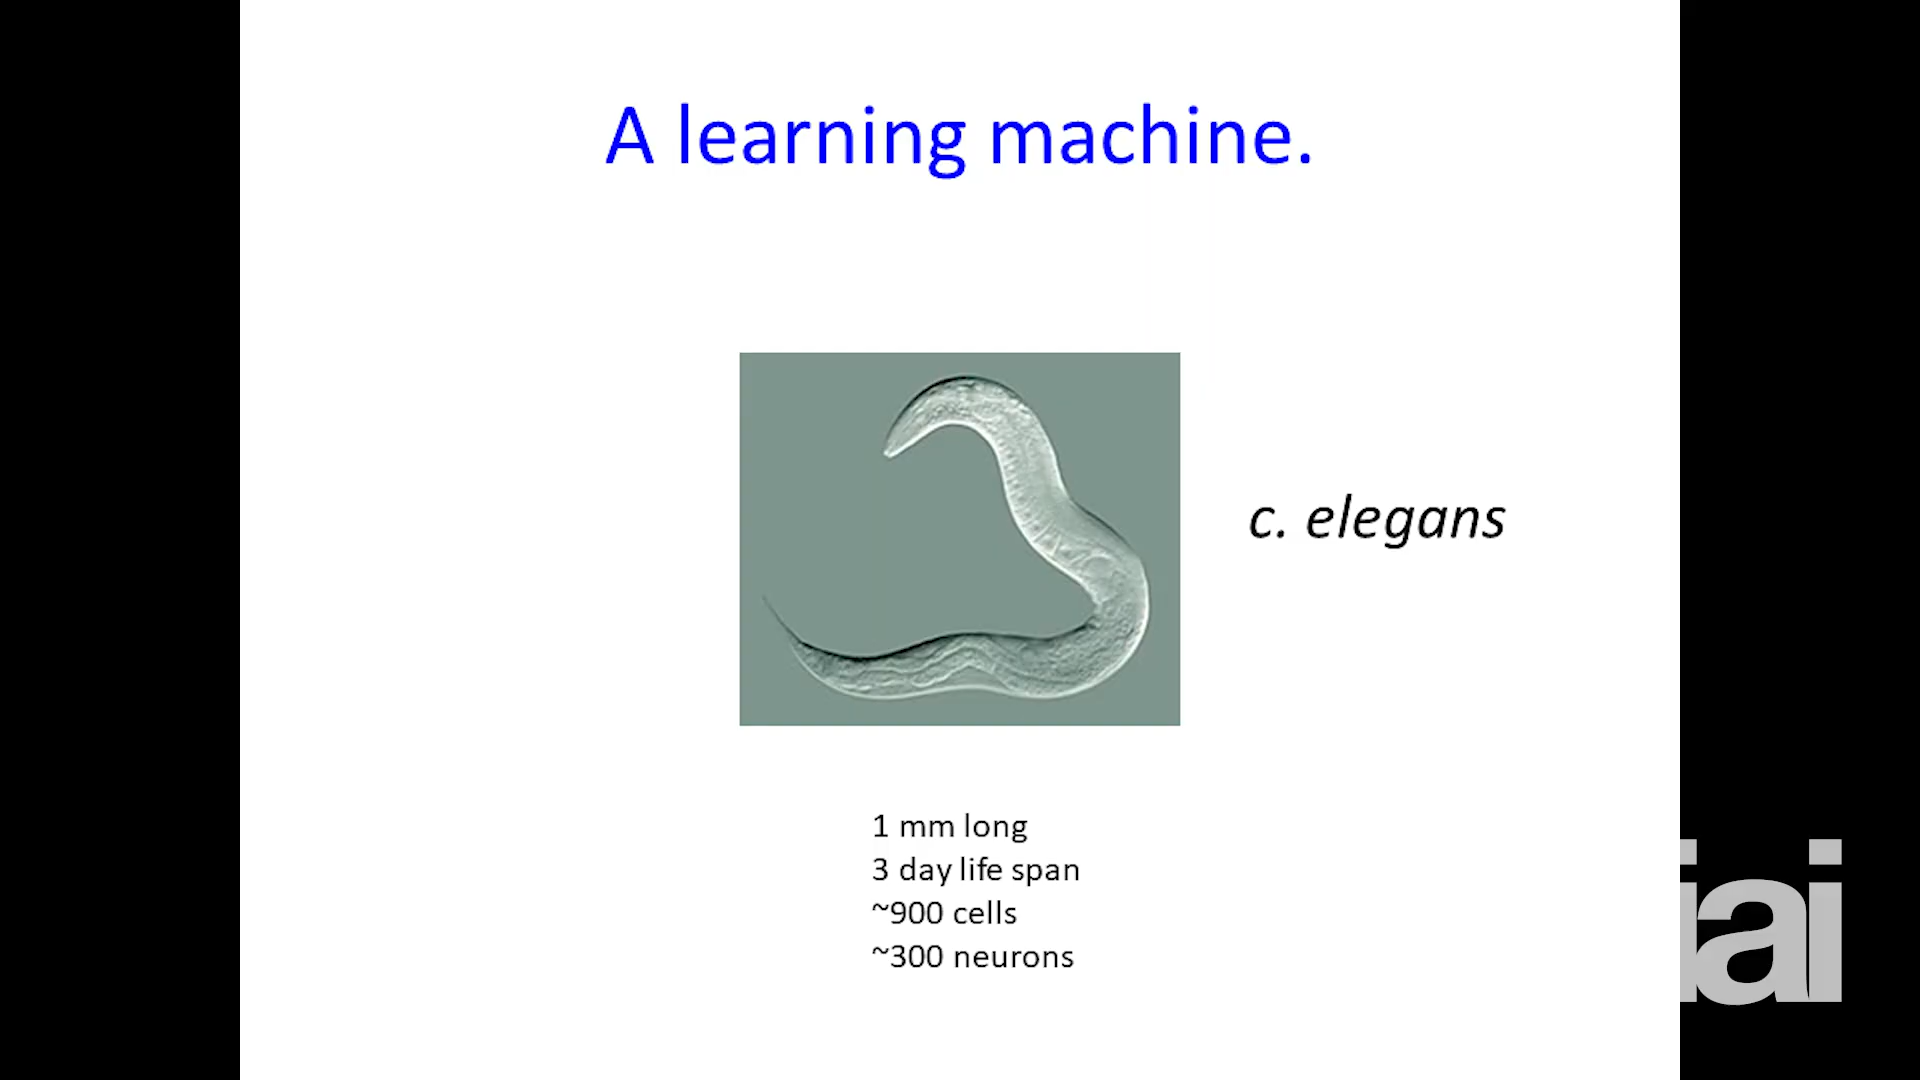 A learning machine.
c. elegans
1 mm long
3 day life span
~900 cells
~300 neurons
iai